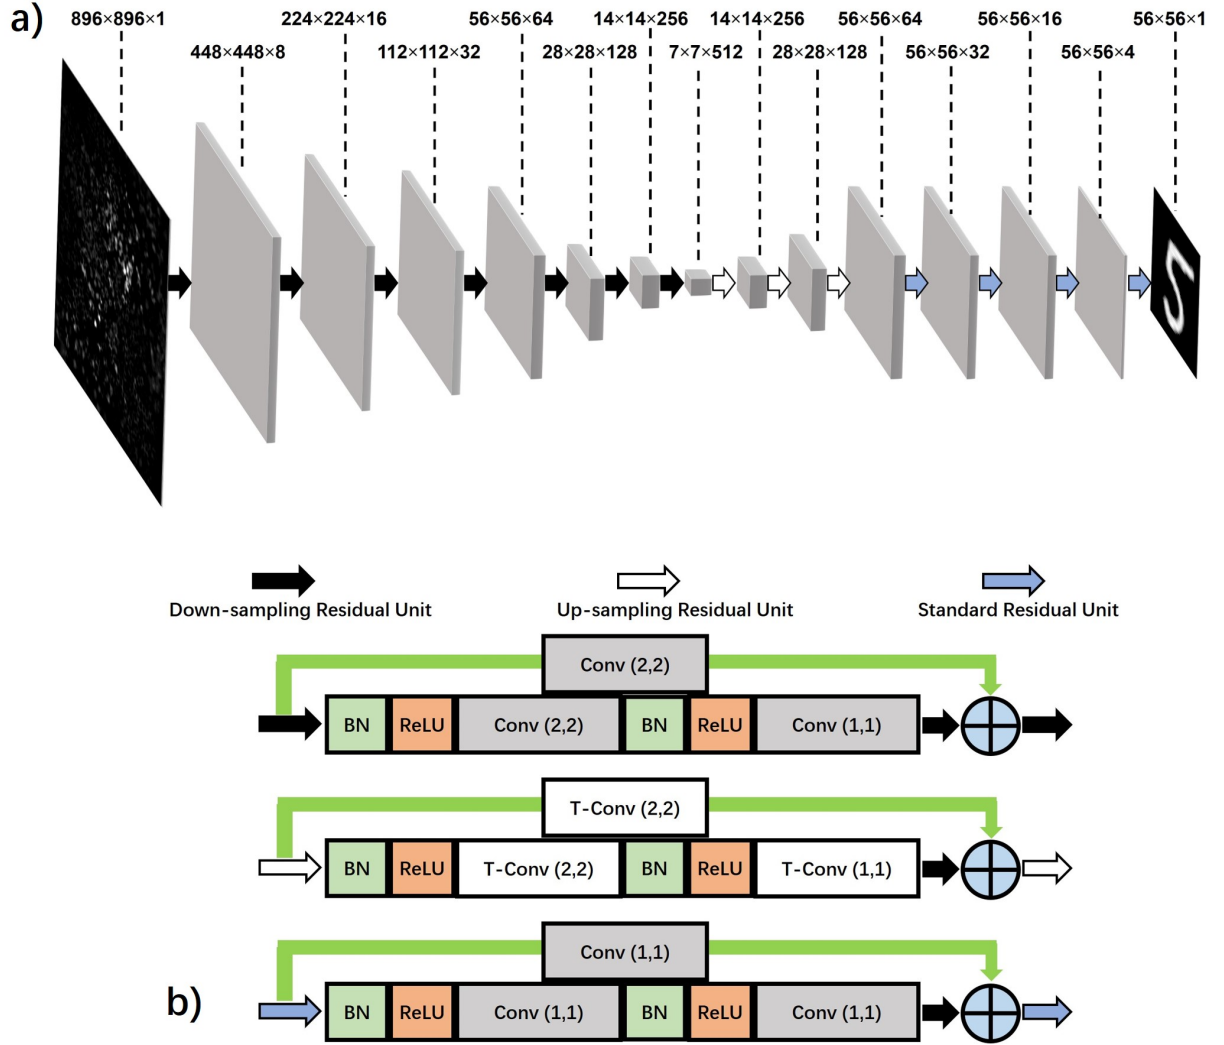 a)
896×896×1 224×224×16 56×56×64 14×14×256 14×14×256 56×56×64 56×56×16 56×56×1
448×448×8 112×112×32 28×28×128 7×7×512 28×28×128 56×56×32 56×56×4
5
Down-sampling Residual Unit Up-sampling Residual Unit Standard Residual Unit
Conv (2,2)
BN ReLU Conv (2,2) BN ReLU Conv (1,1)
T-Conv (2,2)
BN ReLU T-Conv (2,2) BN ReLU T-Conv (1,1)
Conv (1,1)
b)
BN ReLU Conv (1,1) BN ReLU Conv (1,1)